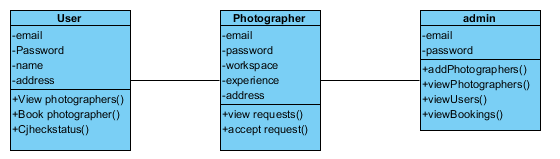 User
-email
-Password
-name
-address
+View photographers()
+Book photographer()
+Cjheckstatus()
Photographer
-email
-password
-workspace
-experience
-address
+view requests()
+accept request()
admin
-email
-password
+addPhotographers()
+viewPhotographers()
+viewUsers()
+viewBookings()